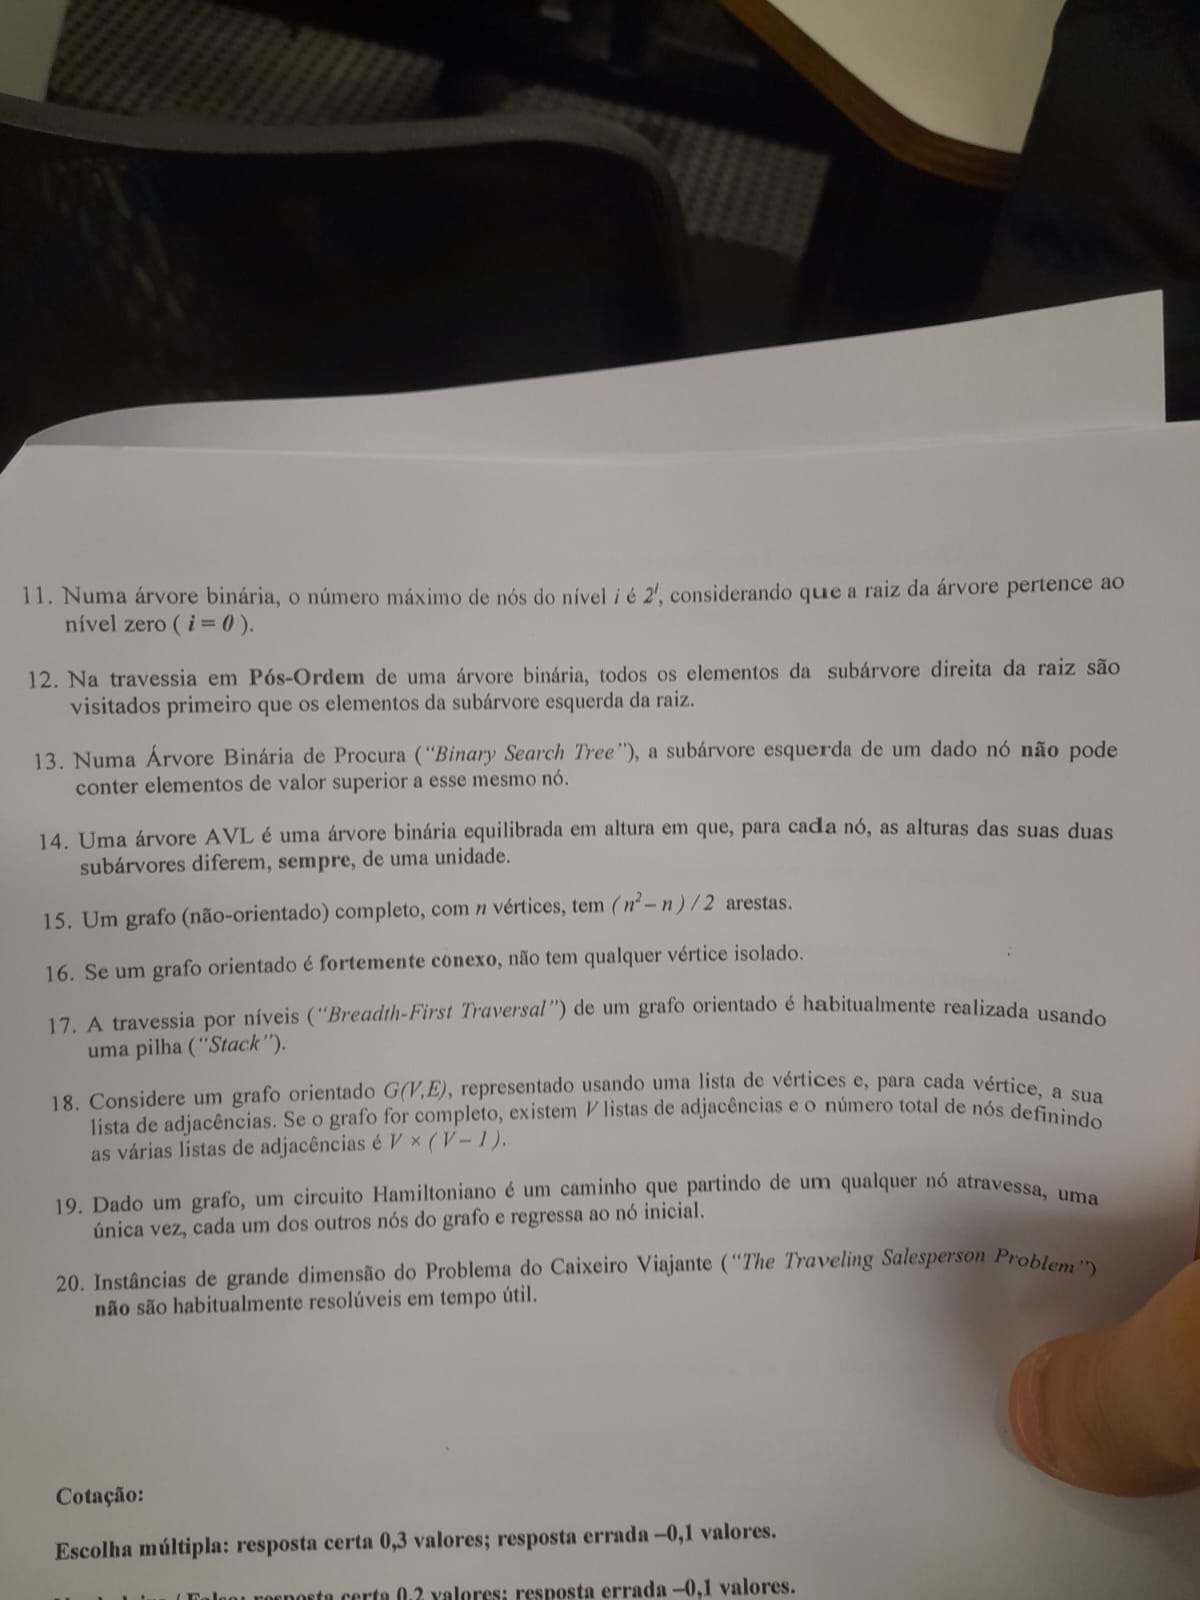 11. Numa árvore binária, o número máximo de nós do nível i é 2^i, considerando que a raiz da árvore pertence ao
nível zero ( i = 0 ).
12. Na travessia em Pós-Ordem de uma árvore binária, todos os elementos da subárvore direita da raiz são
visitados primeiro que os elementos da subárvore esquerda da raiz.
13. Numa Árvore Binária de Procura ("Binary Search Tree"), a subárvore esquerda de um dado nó não pode
conter elementos de valor superior a esse mesmo nó.
14. Uma árvore AVL é uma árvore binária equilibrada em altura em que, para cada nó, as alturas das suas duas
subárvores diferem, sempre, de uma unidade.
15. Um grafo (não-orientado) completo, com n vértices, tem ( n² – n ) / 2 arestas.
16. Se um grafo orientado é fortemente conexo, não tem qualquer vértice isolado.
17. A travessia por níveis ("Breadth-First Traversal") de um grafo orientado é habitualmente realizada usando
uma pilha ("Stack").
18. Considere um grafo orientado G(V,E), representado usando uma lista de vértices e, para cada vértice, a sua
lista de adjacências. Se o grafo for completo, existem V listas de adjacências e o número total de nós definindo
as várias listas de adjacências é V × ( V – 1 ).
19. Dado um grafo, um circuito Hamiltoniano é um caminho que partindo de um qualquer nó atravessa, uma
única vez, cada um dos outros nós do grafo e regressa ao nó inicial.
20. Instâncias de grande dimensão do Problema do Caixeiro Viajante ("The Traveling Salesperson Problem")
não são habitualmente resolúveis em tempo útil.
Cotação:
Escolha múltipla: resposta certa 0,3 valores; resposta errada –0,1 valores.
resposta certa 0,2 valores; resposta errada –0,1 valores.